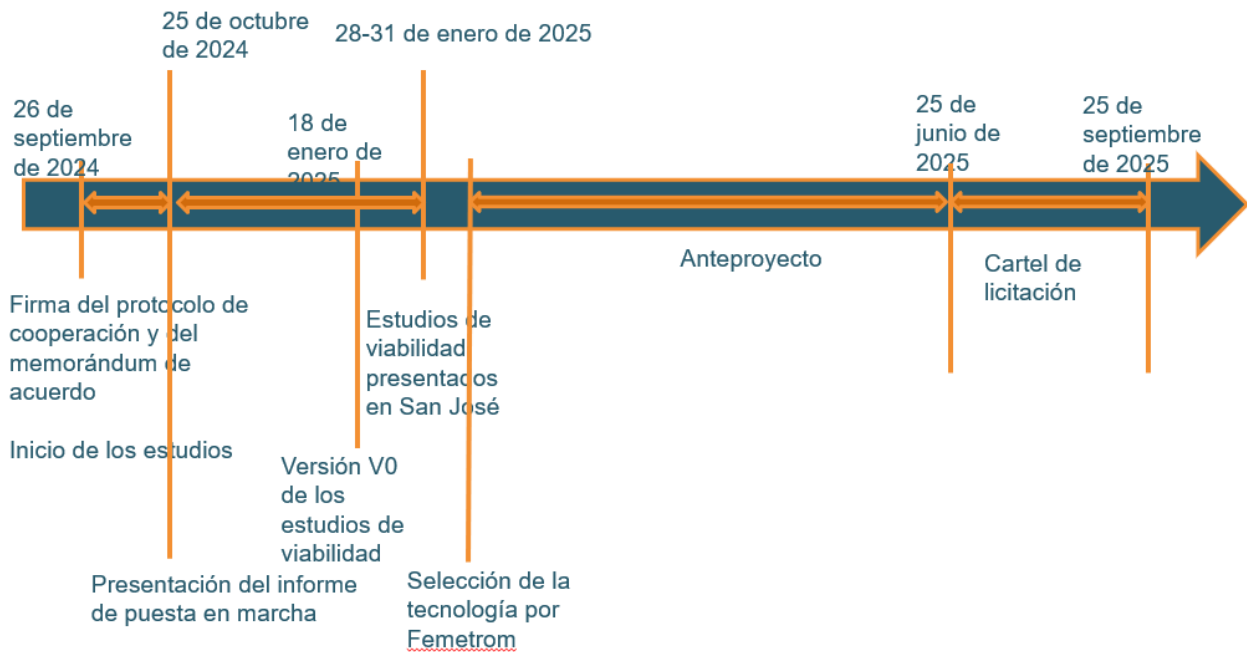 25 de octubre
de 2024
28-31 de enero de 2025
26 de
septiembre
de 2024
18 de
enero de
2025
25 de
junio de
2025
25 de
septiembre
de 2025
Anteproyecto
Cartel de
licitación
Firma del protocolo de
cooperación y del
memorándum de
acuerdo
Inicio de los estudios
Estudios de
viabilidad
presentados
en San José
Versión V0
de los
estudios de
viabilidad
Presentación del informe
de puesta en marcha
Selección de la
tecnología por
Femetrom